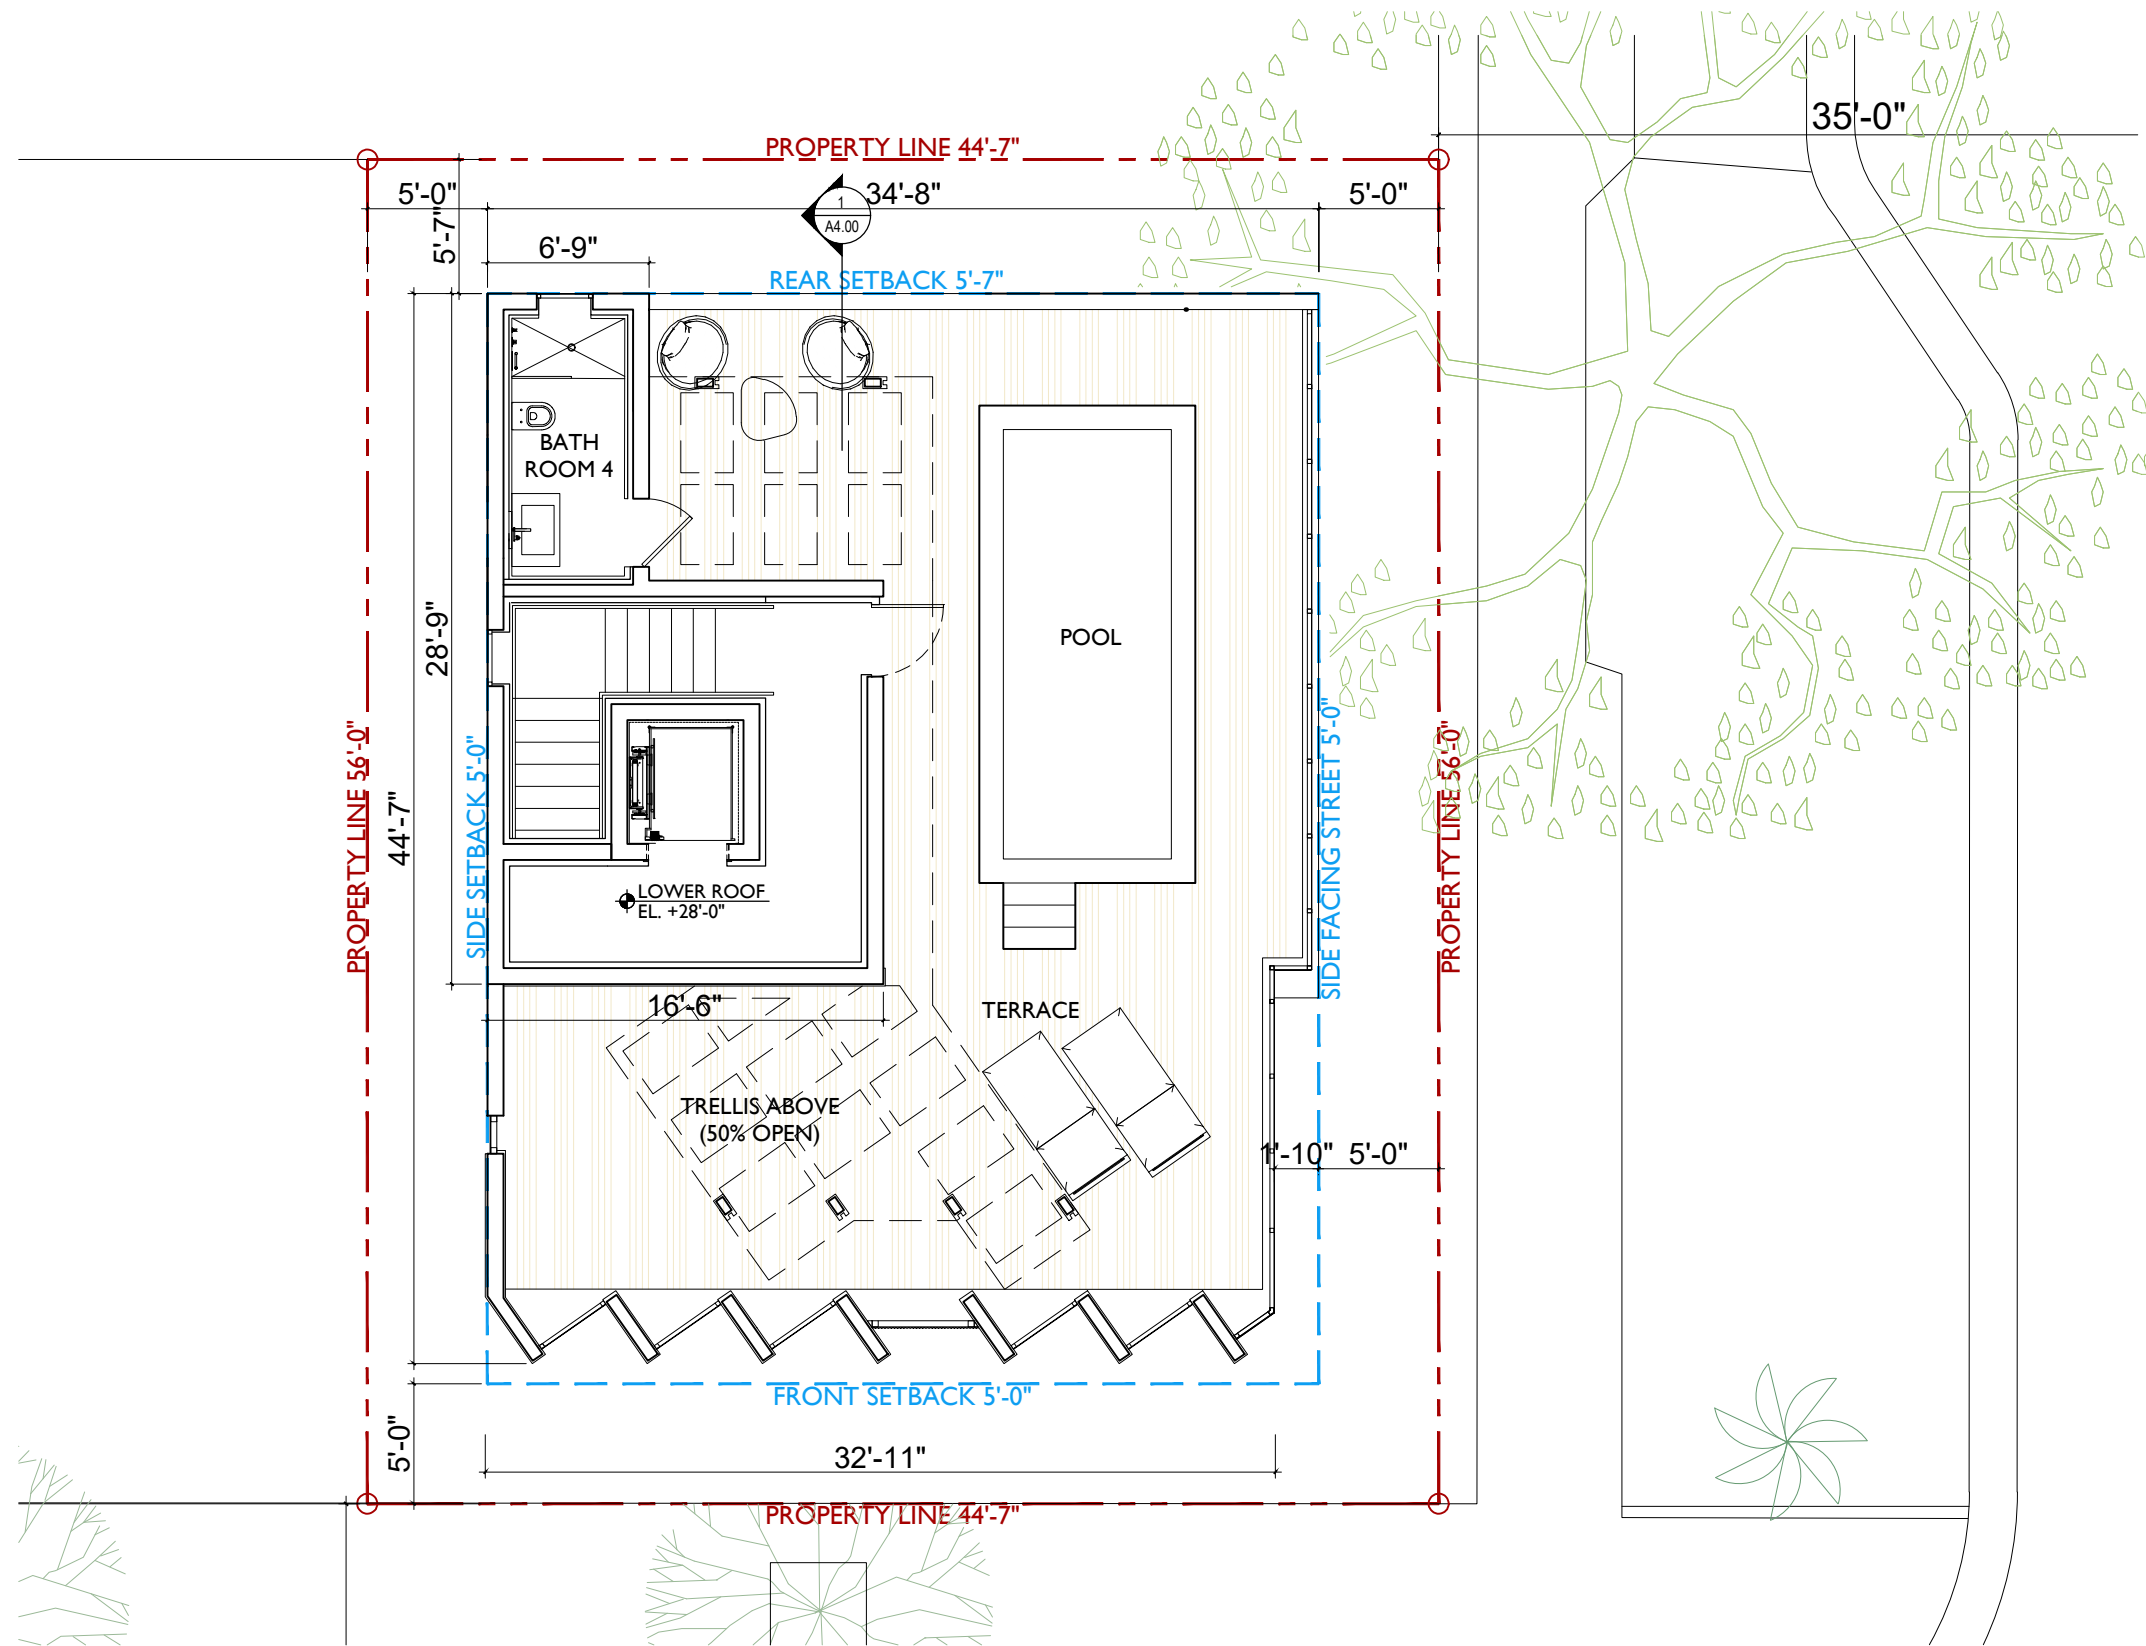 35'-0"
PROPERTY LINE 44'-7"
5'-0"
34'-8"
5'-0"
1
A4.00
5'-7"
6'-9"
REAR SETBACK 5'-7"
BATH
ROOM 4
28'-9"
POOL
PROPERTY LINE 56'-0"
44'-7"
SIDE SETBACK 5'-0"
SIDE FACING STREET 5'-0"
PROPERTY LINE 56'-0"
LOWER ROOF
EL. +28'-0"
16'-6"
TERRACE
TRELLIS ABOVE
(50% OPEN)
1'-10"
5'-0"
FRONT SETBACK 5'-0"
5'-0"
32'-11"
PROPERTY LINE 44'-7"